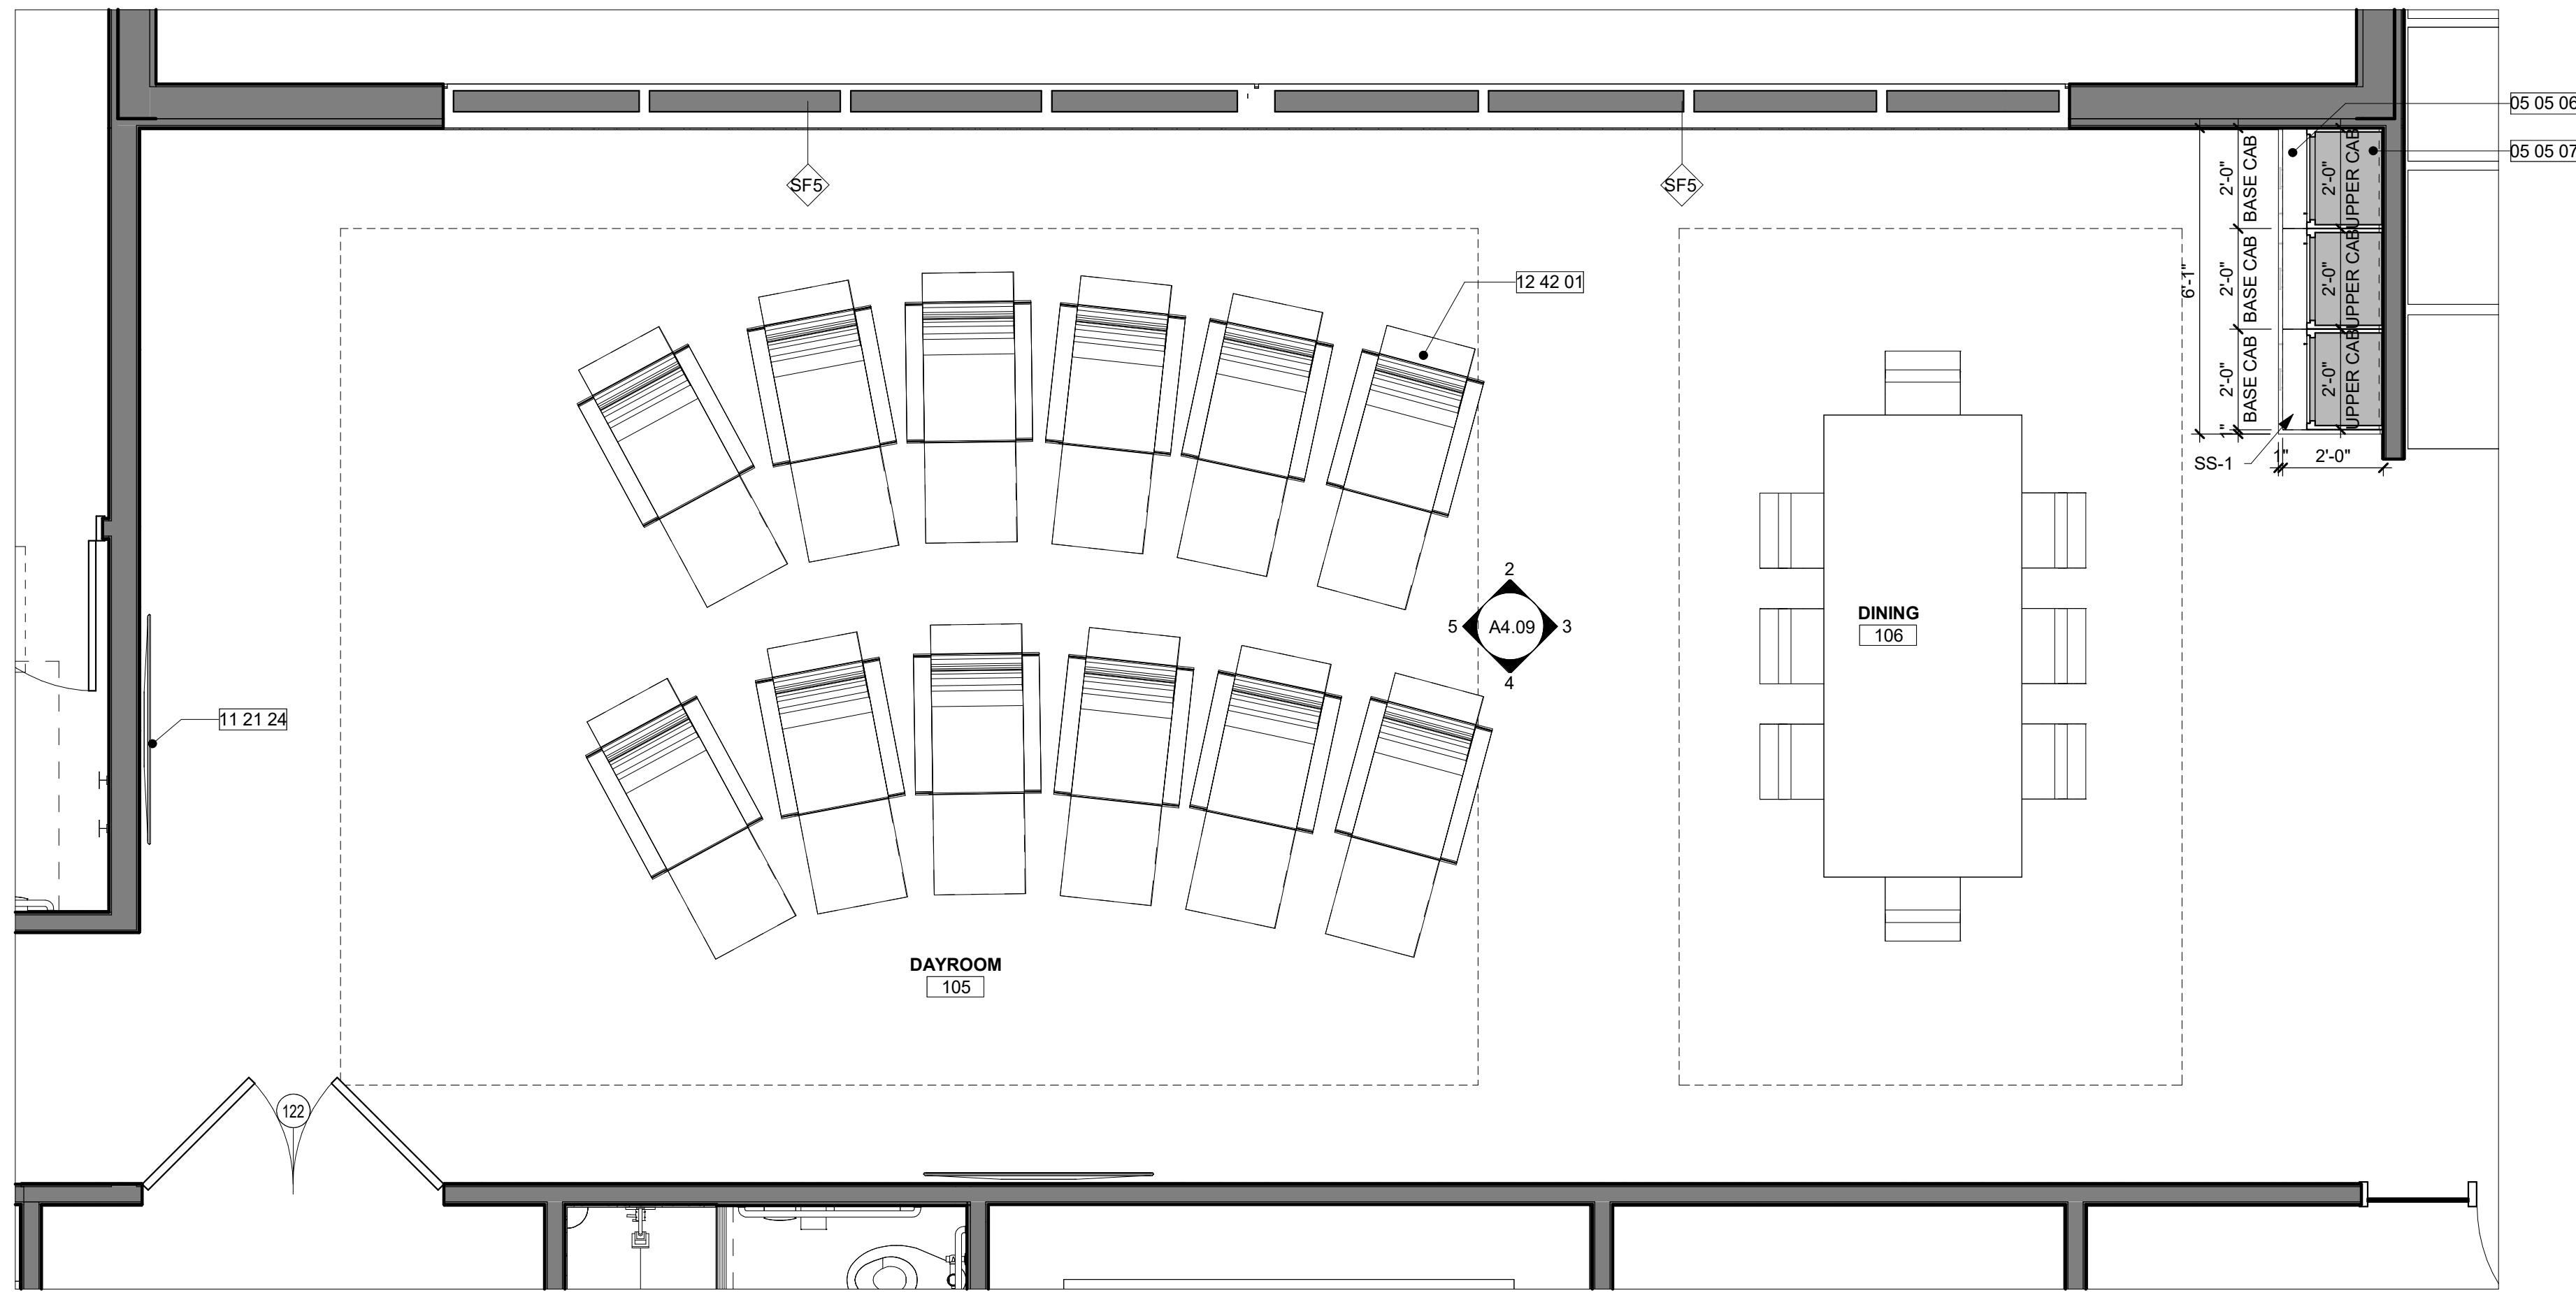 05 05 06
05 05 07
SF5
SF5
2'-0"
BASE CAB
2'-0"
UPPER CAB
6'-1"
2'-0"
BASE CAB
2'-0"
UPPER CAB
2'-0"
BASE CAB
2'-0"
UPPER CAB
1"
SS-1
1"
2'-0"
12 42 01
2
5
A4.09
3
4
DINING
106
11 21 24
DAYROOM
105
122